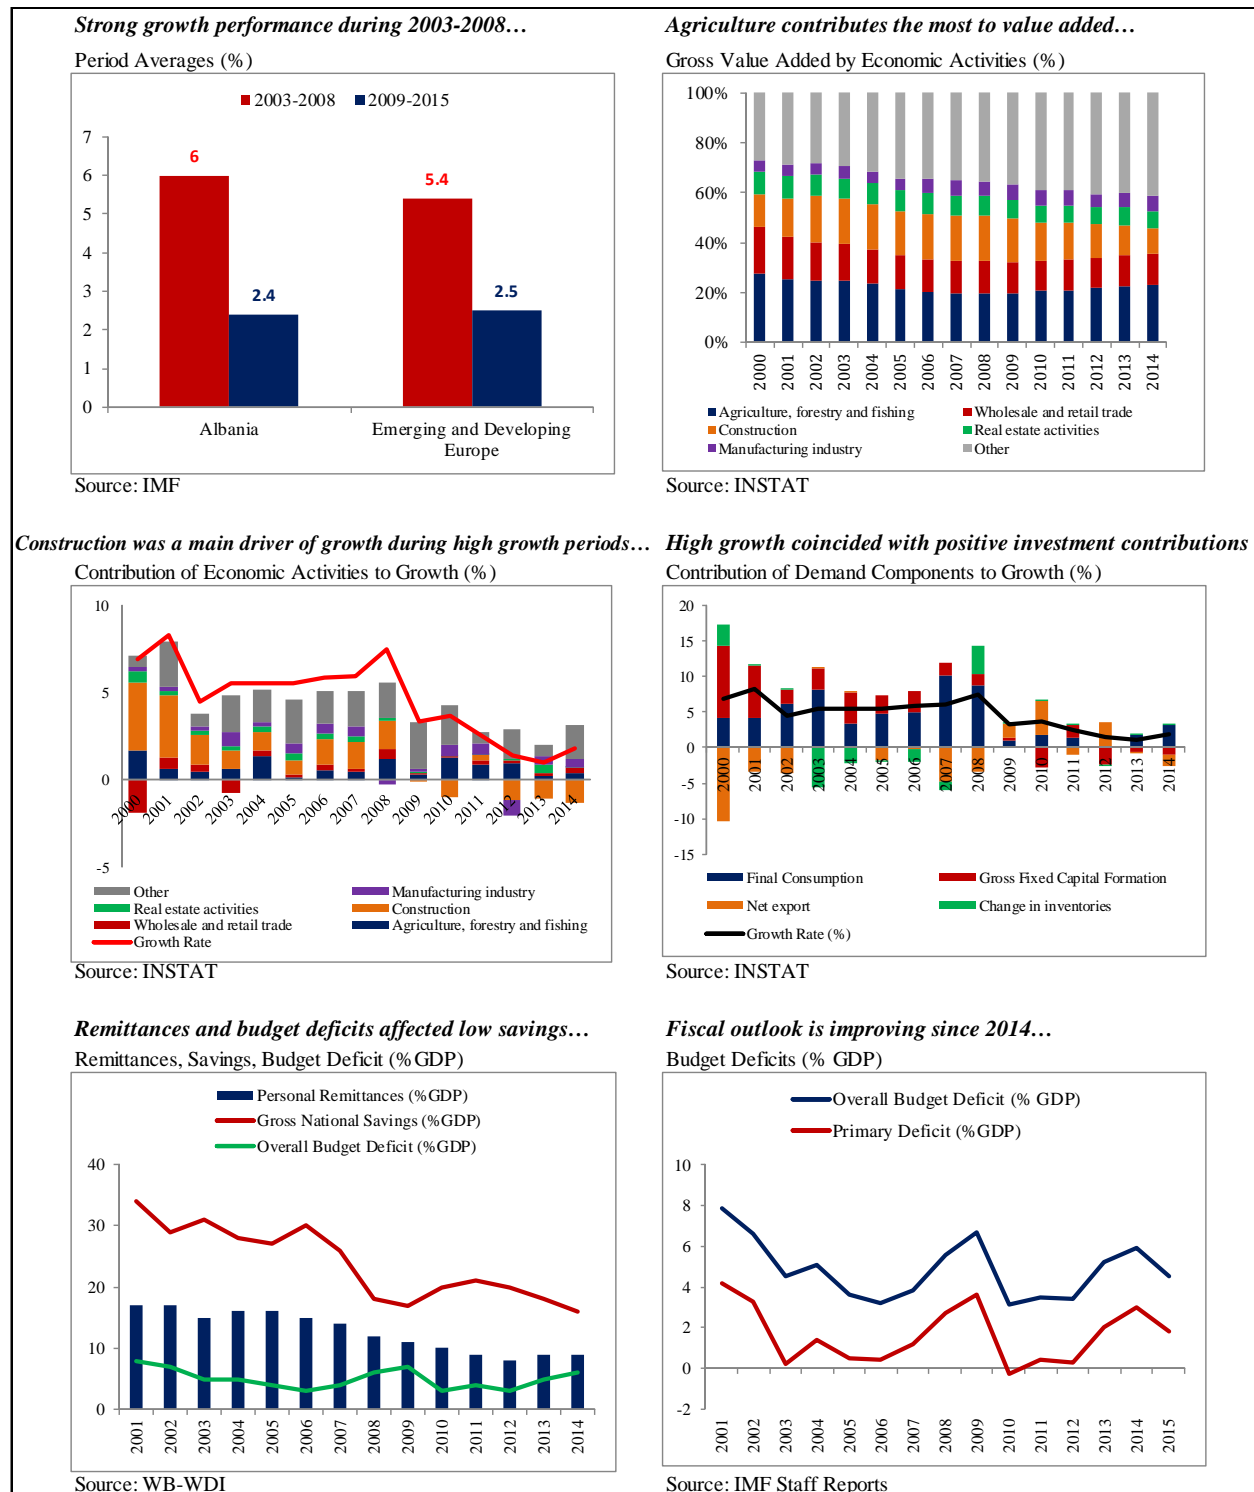 Strong growth performance during 2003-2008…
Period Averages (%)
2003-2008 2009-2015
7
6
5
4
3
2
1
0
6
2.4
5.4
2.5
Albania
Emerging and Developing
Europe
Source: IMF
Agriculture contributes the most to value added…
Gross Value Added by Economic Activities (%)
100%
80%
60%
40%
20%
0%
2000 2001 2002 2003 2004 2005 2006 2007 2008 2009 2010 2011 2012 2013 2014
Agriculture, forestry and fishing Wholesale and retail trade
Construction Real estate activities
Manufacturing industry Other
Source: INSTAT
Construction was a main driver of growth during high growth periods…
Contribution of Economic Activities to Growth (%)
10
5
0
-5
2000 2001 2002 2003 2004 2005 2006 2007 2008 2009 2010 2011 2012 2013 2014
Other Manufacturing industry
Real estate activities Construction
Wholesale and retail trade Agriculture, forestry and fishing
Growth Rate
Source: INSTAT
High growth coincided with positive investment contributions
Contribution of Demand Components to Growth (%)
20
15
10
5
0
-5
-10
-15
2000 2001 2002 2003 2004 2005 2006 2007 2008 2009 2010 2011 2012 2013 2014
Final Consumption Gross Fixed Capital Formation
Net export Change in inventories
Growth Rate (%)
Source: INSTAT
Remittances and budget deficits affected low savings…
Remittances, Savings, Budget Deficit (%GDP)
Personal Remittances (%GDP)
Gross National Savings (%GDP)
Overall Budget Deficit (%GDP)
40
30
20
10
0
2001 2002 2003 2004 2005 2006 2007 2008 2009 2010 2011 2012 2013 2014
Source: WB-WDI
Fiscal outlook is improving since 2014…
Budget Deficits (% GDP)
Overall Budget Deficit (% GDP)
Primary Deficit (%GDP)
10
8
6
4
2
0
-2
2001 2002 2003 2004 2005 2006 2007 2008 2009 2010 2011 2012 2013 2014 2015
Source: IMF Staff Reports